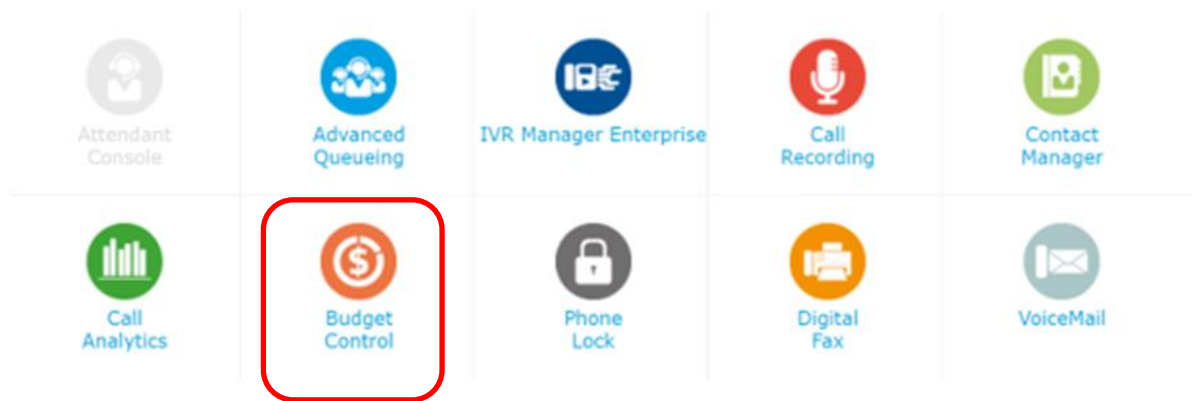 Attendant
Console
Advanced
Queueing
IVR Manager Enterprise
Call
Recording
Contact
Manager
Call
Analytics
$
Budget
Control
Phone
Lock
Digital
Fax
VoiceMail